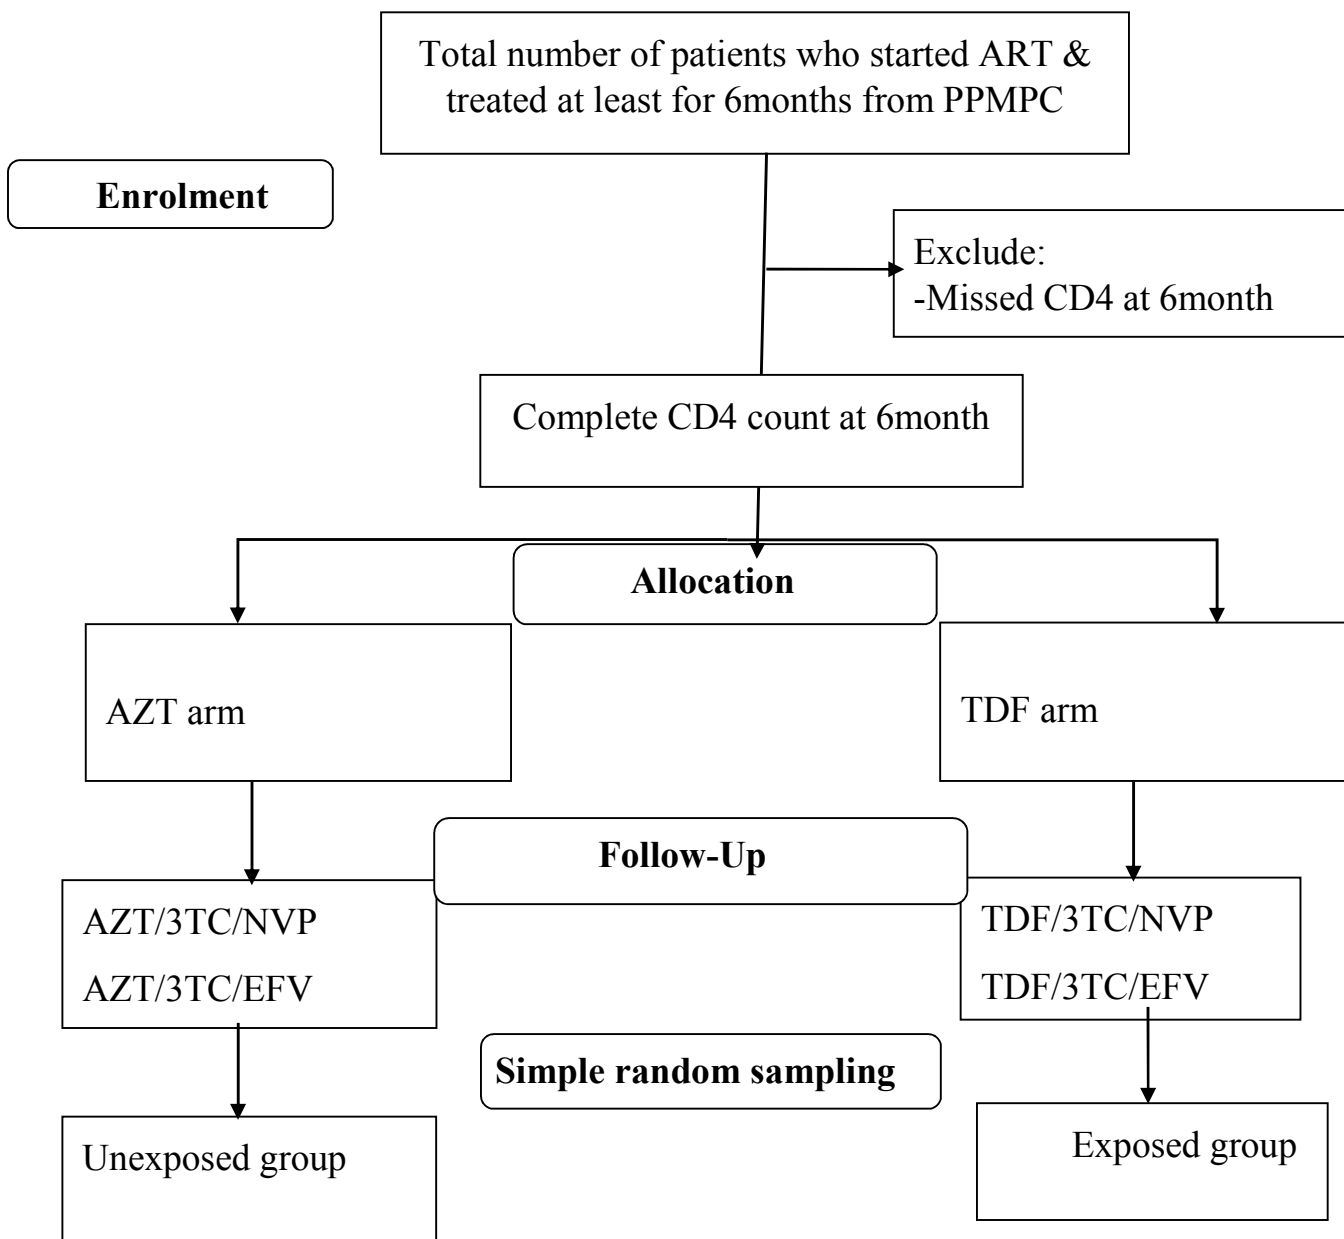 Total number of patients who started ART &
treated at least for 6months from PPMPC
Enrolment
Exclude:
-Missed CD4 at 6month
Complete CD4 count at 6month
Allocation
AZT arm
TDF arm
Follow-Up
AZT/3TC/NVP
AZT/3TC/EFV
TDF/3TC/NVP
TDF/3TC/EFV
Simple random sampling
Unexposed group
Exposed group